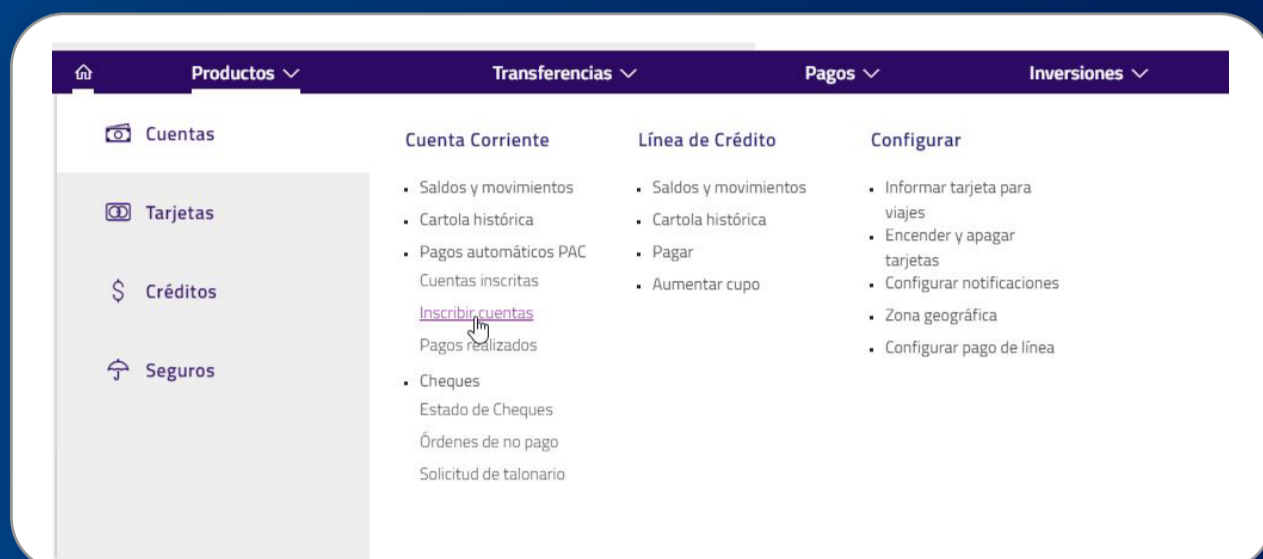 Productos
Transferencias
Pagos
Inversiones
Cuentas
Tarjetas
Créditos
Seguros
Cuenta Corriente
Saldos y movimientos
Cartola histórica
Pagos automáticos PAC
Cuentas inscritas
Inscribir cuentas
Pagos realizados
Cheques
Estado de Cheques
Órdenes de no pago
Solicitud de talonario
Línea de Crédito
Saldos y movimientos
Cartola histórica
Pagar
Aumentar cupo
Configurar
Informar tarjeta para
viajes
Encender y apagar
tarjetas
Configurar notificaciones
Zona geográfica
Configurar pago de línea